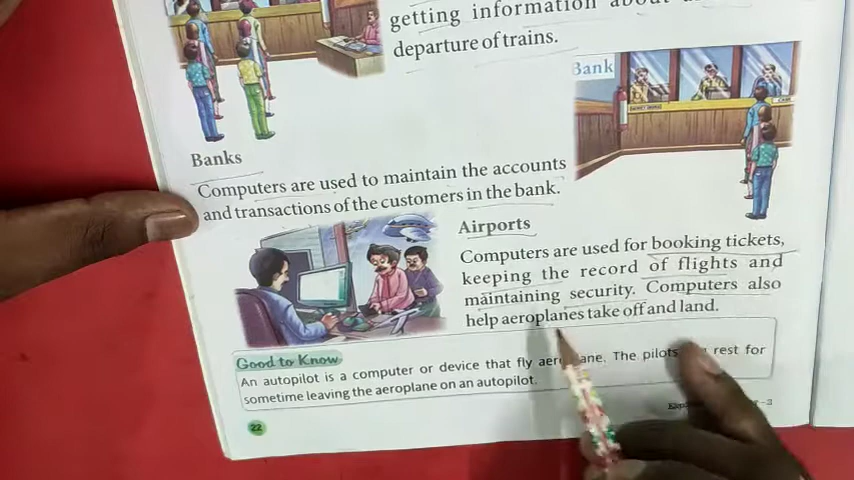 getting information about
departure of trains.
Bank
Banks
Computers are used to maintain the accounts
and transactions of the customers in the bank.
Airports
Computers are used for booking tickets,
keeping the record of flights and
maintaining security. Computers also
help aeroplanes take off and land.
Good to Know
An autopilot is a computer or device that fly aeroplane. The pilots rest for
sometime leaving the aeroplane on an autopilot.
22